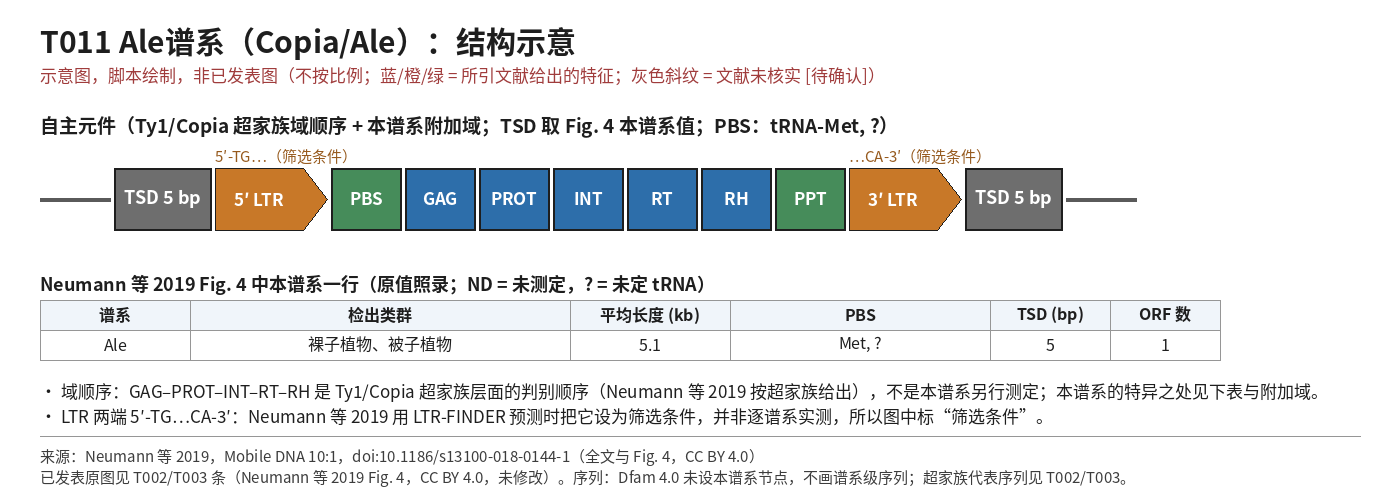 T011 Ale谱系（Copia/Ale）：结构示意
示意图，脚本绘制，非已发表图（不按比例；蓝/橙/绿 = 所引文献给出的特征；灰色斜纹 = 文献未核实 [待确认]）
自主元件（Ty1/Copia 超家族域顺序 + 本谱系附加域；TSD 取 Fig. 4 本谱系值；PBS：tRNA-Met, ?）
5′-TG…（筛选条件） …CA-3′（筛选条件）
TSD 5 bp 5′ LTR PBS GAG PROT INT RT RH PPT 3′ LTR TSD 5 bp
Neumann 等 2019 Fig. 4 中本谱系一行（原值照录；ND = 未测定，? = 未定 tRNA）
谱系 检出类群 平均长度 (kb) PBS TSD (bp) ORF 数
Ale 裸子植物、被子植物 5.1 Met, ? 5 1
· 域顺序：GAG–PROT–INT–RT–RH 是 Ty1/Copia 超家族层面的判别顺序（Neumann 等 2019 按超家族给出），不是本谱系另行测定；本谱系的特异之处见下表与附加域。
· LTR 两端 5′-TG…CA-3′：Neumann 等 2019 用 LTR-FINDER 预测时把它设为筛选条件，并非逐谱系实测，所以图中标“筛选条件”。
来源：Neumann 等 2019，Mobile DNA 10:1，doi:10.1186/s13100-018-0144-1（全文与 Fig. 4，CC BY 4.0）
已发表原图见 T002/T003 条（Neumann 等 2019 Fig. 4，CC BY 4.0，未修改）。序列：Dfam 4.0 未设本谱系节点，不画谱系级序列；超家族代表序列见 T002/T003。